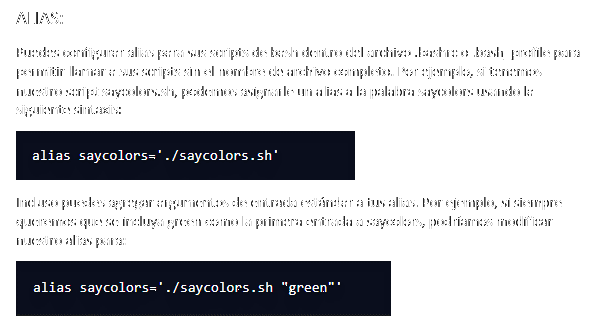 ALIAS:
Puedes configurar alias para sus scripts de bash dentro del archivo .bashrc o .bash_profile para
permitir llamar a sus scripts sin el nombre de archivo completo. Por ejemplo, si tenemos
nuestro script saycolors.sh, podemos asignarle un alias a la palabra saycolors usando la
siguiente sintaxis:
alias saycolors='./saycolors.sh'
Incluso puedes agregar argumentos de entrada estándar a tus alias. Por ejemplo, si siempre
queremos que se incluya green como la primera entrada a saycolors, podríamos modificar
nuestro alias para:
alias saycolors='./saycolors.sh "green"'